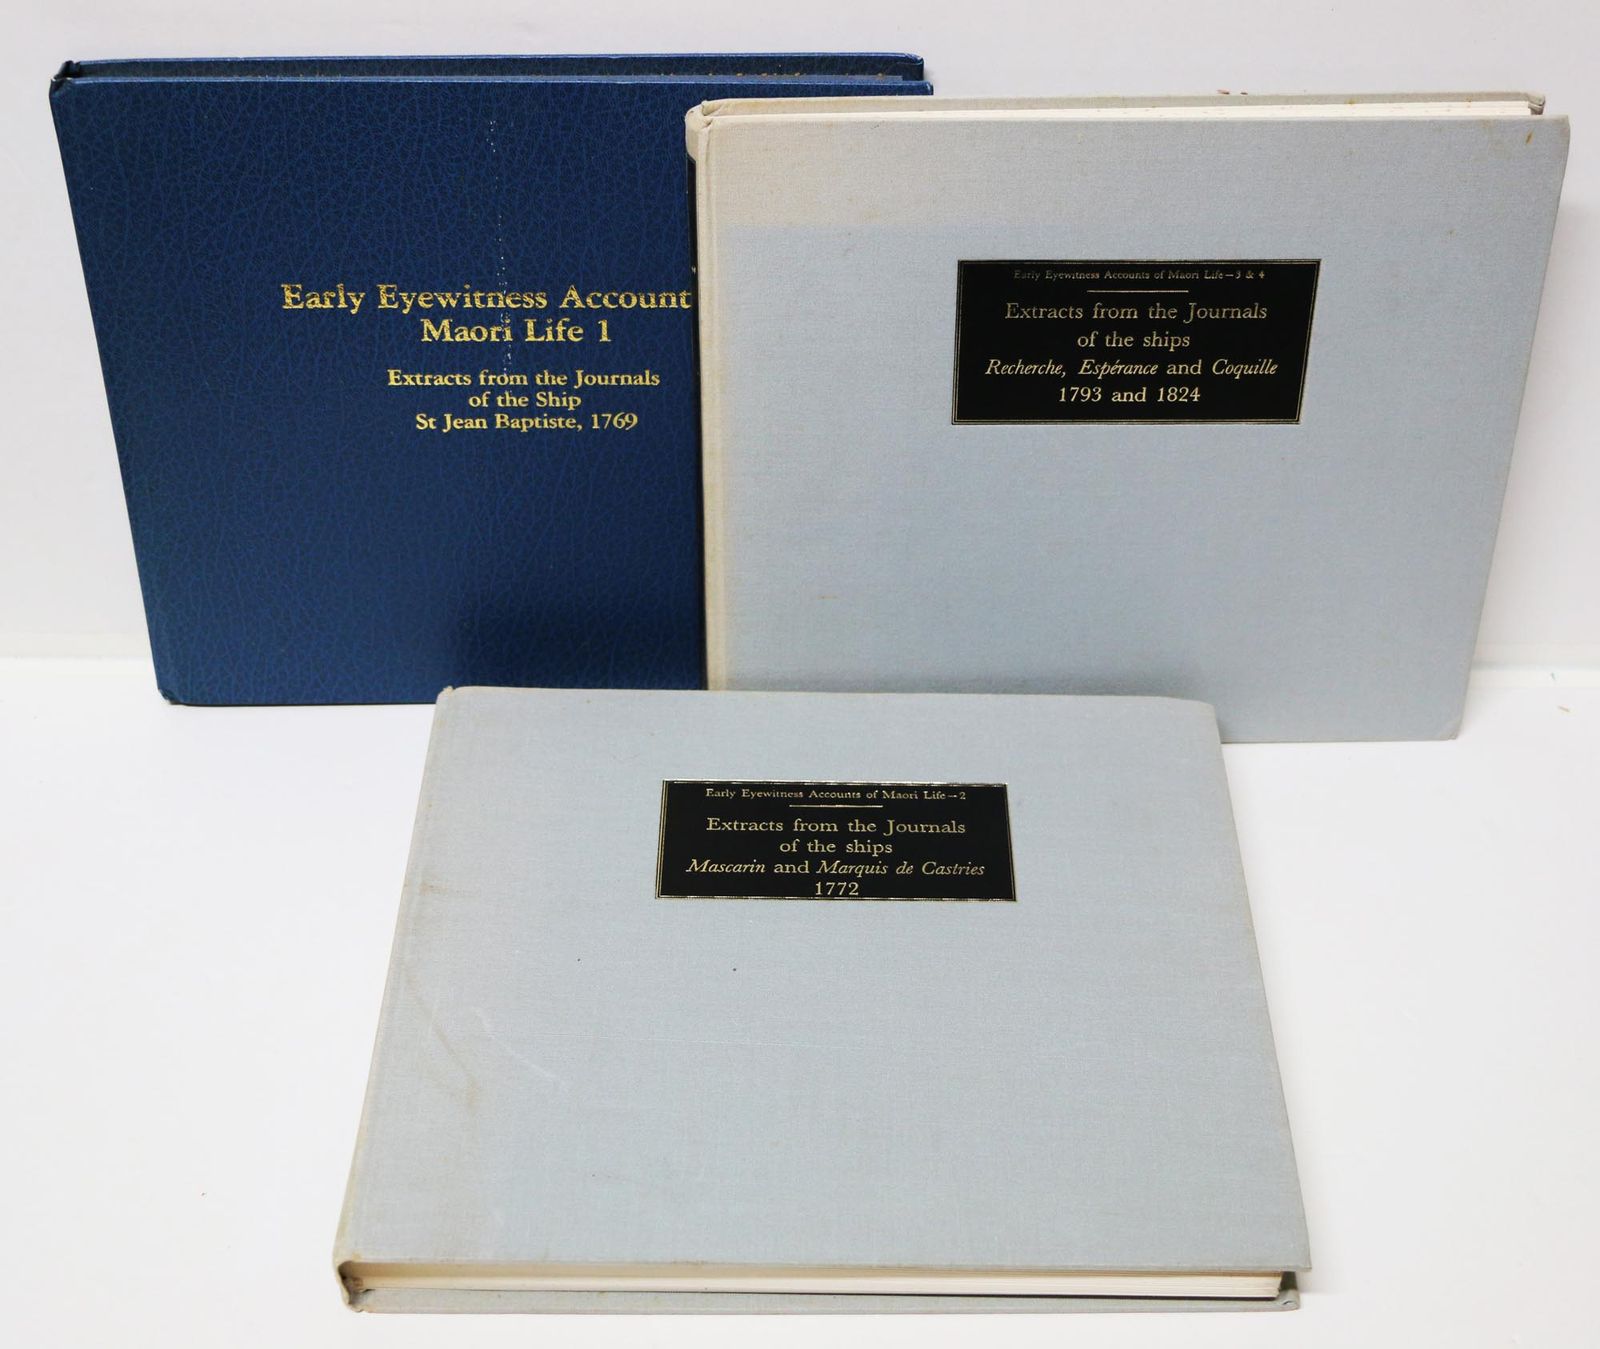 Early Eyewitness Account
Maori Life 1
Extracts from the Journals
of the Ship
St Jean Baptiste, 1769
Early Eyewitness Accounts of Maori Life—3 & 4
Extracts from the Journals
of the ships
Recherche, Espérance and Coquille
1793 and 1824
Early Eyewitness Accounts of Maori Life—2
Extracts from the Journals
of the ships
Mascarin and Marquis de Castries
1772